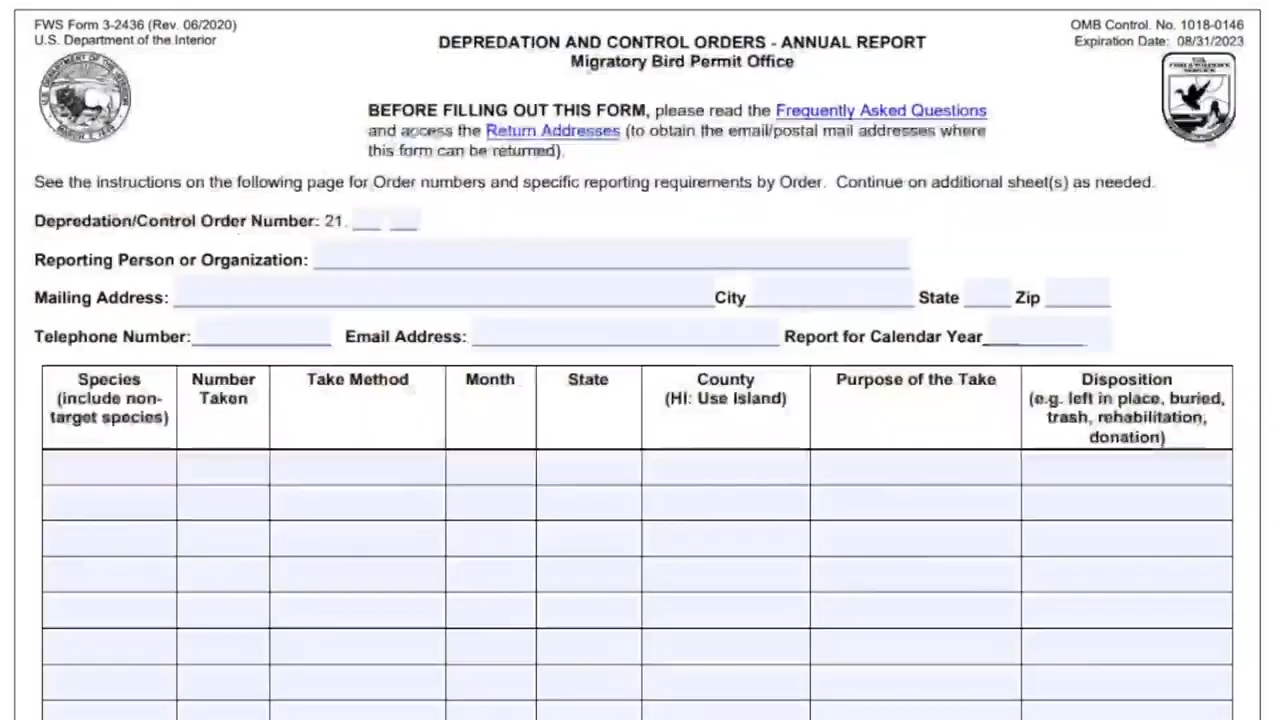 FWS Form 3-2436 (Rev. 06/2020)
U.S. Department of the Interior
OMB Control. No. 1018-0146
Expiration Date: 08/31/2023
DEPREDATION AND CONTROL ORDERS - ANNUAL REPORT
Migratory Bird Permit Office
BEFORE FILLING OUT THIS FORM, please read the Frequently Asked Questions
and access the Return Addresses (to obtain the email/postal mail addresses where
this form can be returned).
See the instructions on the following page for Order numbers and specific reporting requirements by Order. Continue on additional sheet(s) as needed.
Depredation/Control Order Number: 21.
Reporting Person or Organization:
Mailing Address: City State Zip
Telephone Number: Email Address: Report for Calendar Year
Species
(include non-
target species)
Number
Taken
Take Method
Month
State
County
(HI: Use Island)
Purpose of the Take
Disposition
(e.g. left in place, buried,
trash, rehabilitation,
donation)